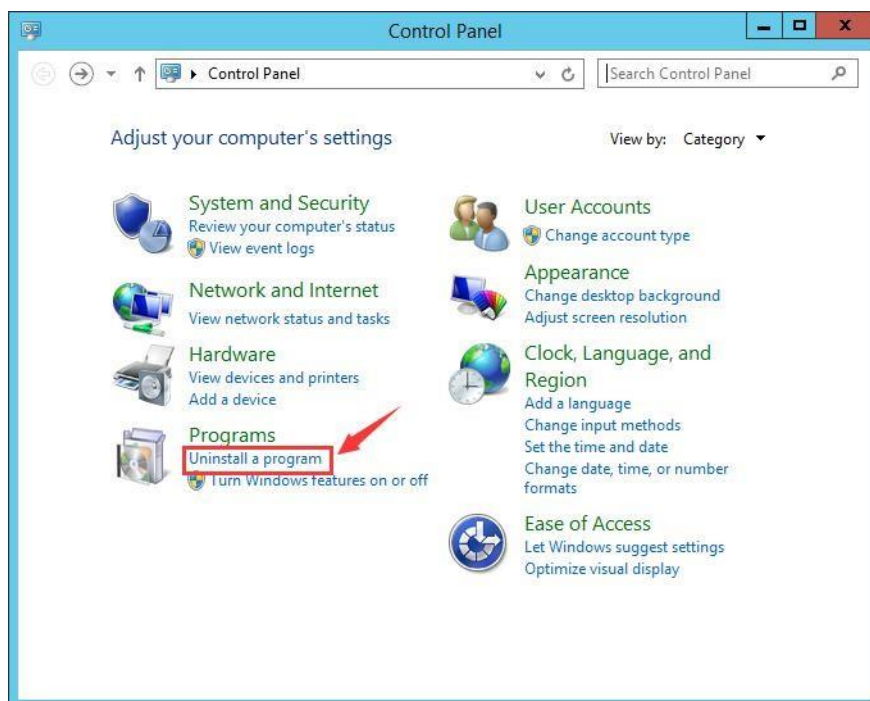 Control Panel
Control Panel
Search Control Panel
Adjust your computer's settings
View by: Category
System and Security
Review your computer's status
View event logs
Network and Internet
View network status and tasks
Hardware
View devices and printers
Add a device
Programs
Uninstall a program
Turn Windows features on or off
User Accounts
Change account type
Appearance
Change desktop background
Adjust screen resolution
Clock, Language, and
Region
Add a language
Change input methods
Set the time and date
Change date, time, or number
formats
Ease of Access
Let Windows suggest settings
Optimize visual display